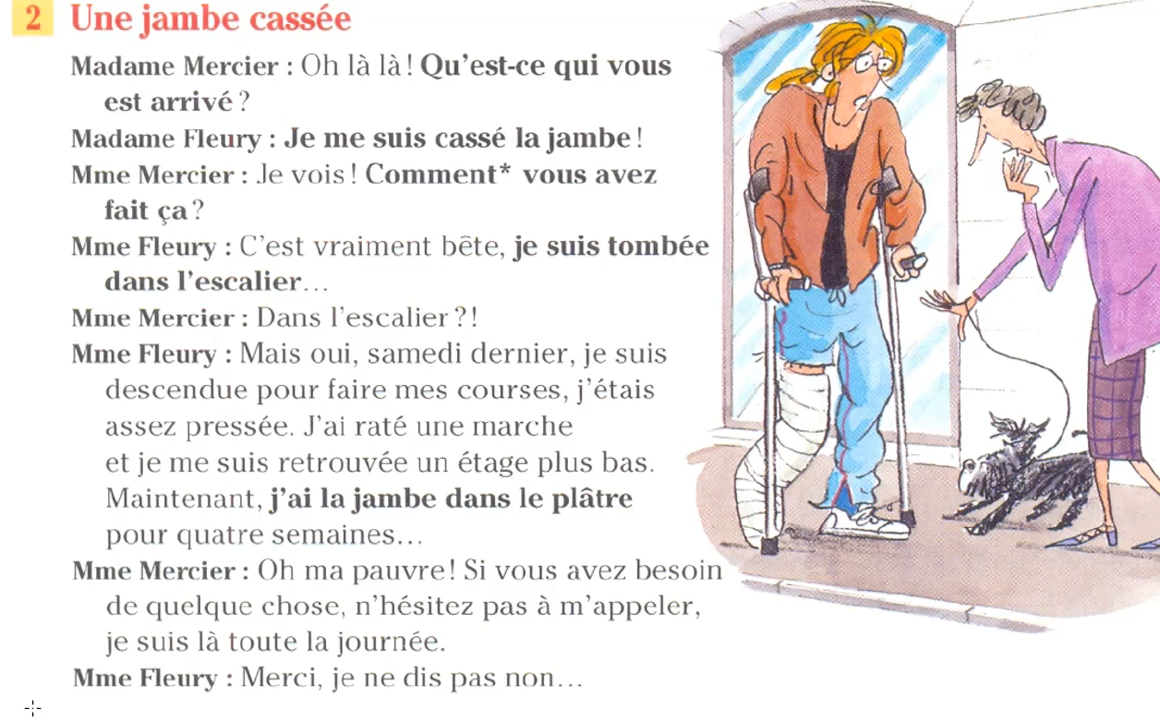 2 Une jambe cassée
Madame Mercier : Oh là là ! Qu'est-ce qui vous
est arrivé ?
Madame Fleury : Je me suis cassé la jambe !
Mme Mercier : Je vois ! Comment* vous avez
fait ça ?
Mme Fleury : C'est vraiment bête, je suis tombée
dans l'escalier...
Mme Mercier : Dans l'escalier ?!
Mme Fleury : Mais oui, samedi dernier, je suis
descendue pour faire mes courses, j'étais
assez pressée. J'ai raté une marche
et je me suis retrouvée un étage plus bas.
Maintenant, j'ai la jambe dans le plâtre
pour quatre semaines...
Mme Mercier : Oh ma pauvre ! Si vous avez besoin
de quelque chose, n'hésitez pas à m'appeler,
je suis là toute la journée.
Mme Fleury : Merci, je ne dis pas non...